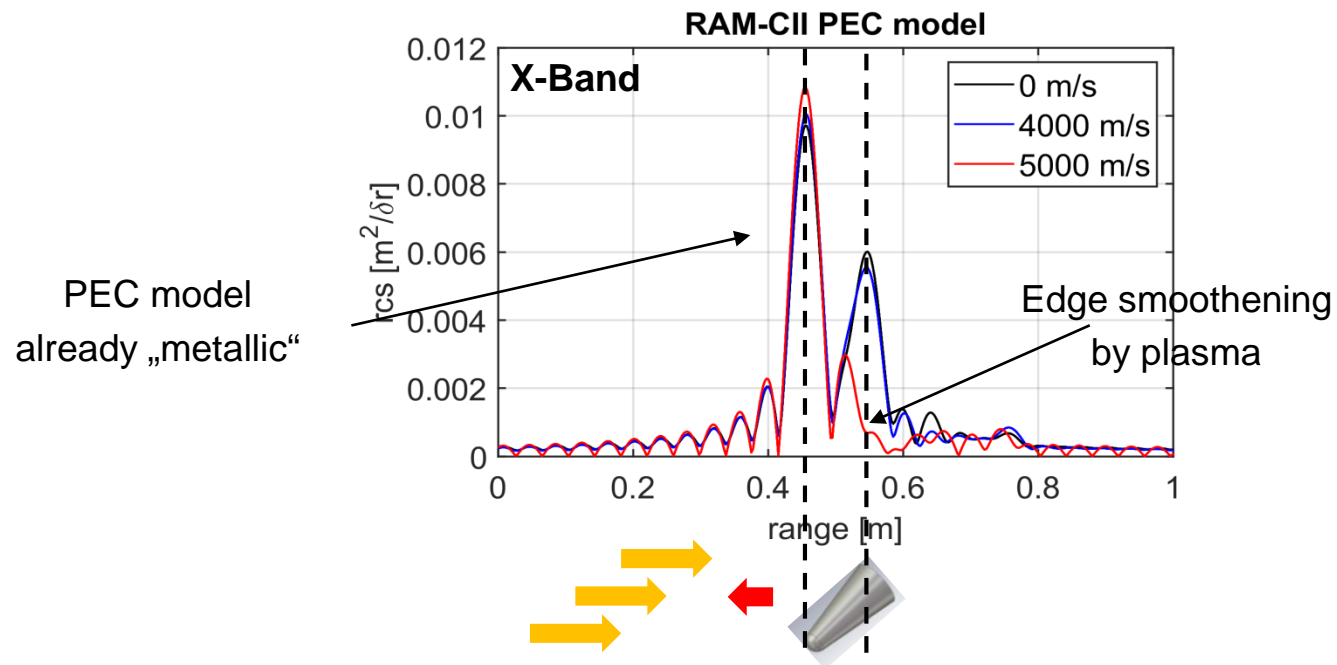 RAM-CII PEC model
X-Band
0 m/s
4000 m/s
5000 m/s
0.012
0.01
0.008
0.006
0.004
0.002
0
rcs [m²/δr]
0
0.2
0.4
0.6
0.8
1
range [m]
PEC model
already „metallic“
Edge smoothening
by plasma